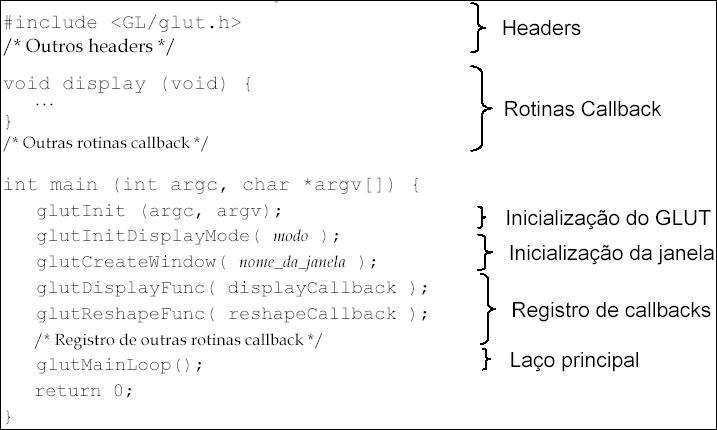 #include <GL/glut.h>
/* Outros headers */
Headers
void display (void) {
...
}
/* Outras rotinas callback */
Rotinas Callback
int main (int argc, char *argv[]) {
glutInit (argc, argv);
Inicialização do GLUT
glutInitDisplayMode( modo );
glutCreateWindow( nome_da_janela );
Inicialização da janela
glutDisplayFunc( displayCallback );
glutReshapeFunc( reshapeCallback );
/* Registro de outras rotinas callback */
Registro de callbacks
glutMainLoop();
Laço principal
return 0;
}